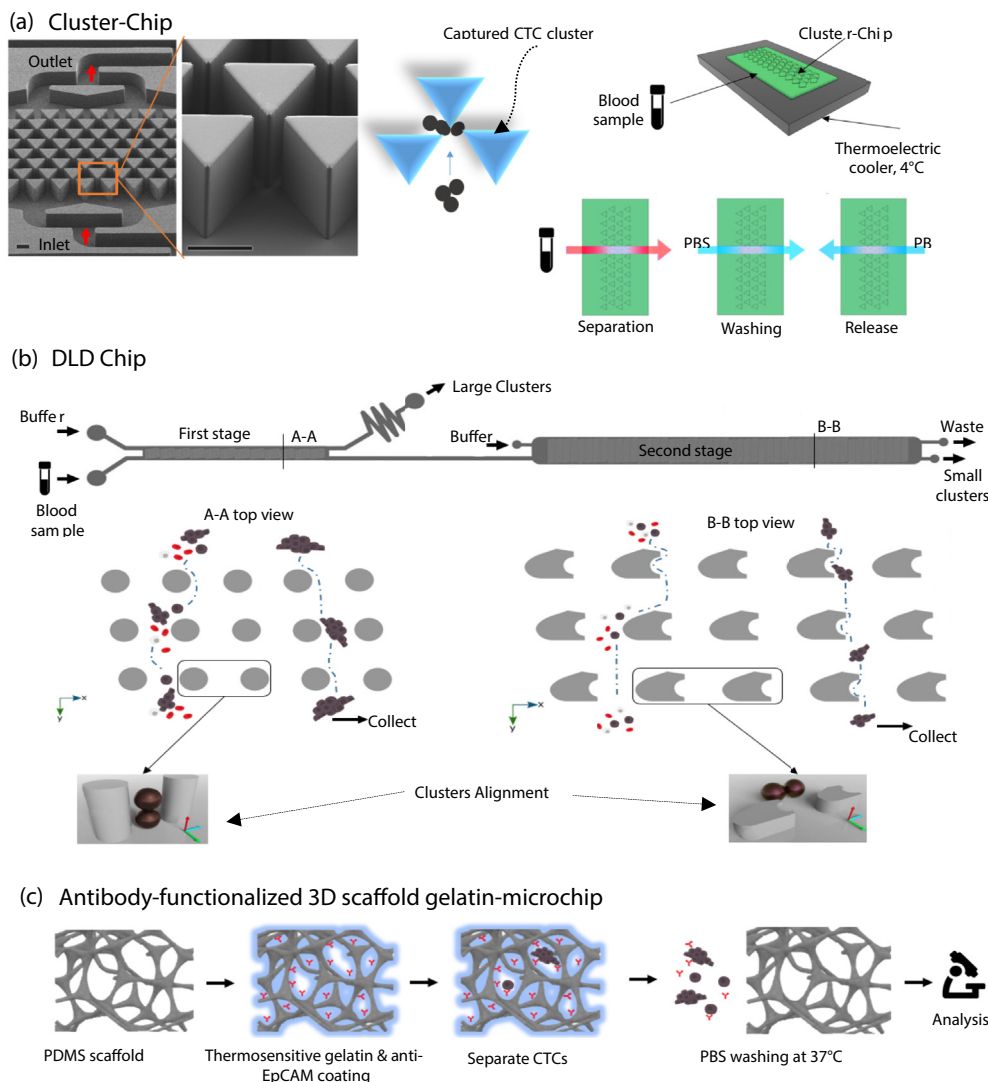 (a) Cluster-Chip
Outlet
Inlet
Captured CTC cluster
Cluste r-Chi p
Blood
sample
Thermoelectric
cooler, 4°C
PBS
PB
Separation
Washing
Release
(b) DLD Chip
Large Clusters
Buffe r
First stage
A-A
Buffer
B-B
Waste
Second stage
Small
clusters
Blood
sam ple
A-A top view
B-B top view
x
y
Collect
x
y
Collect
Clusters Alignment
(c) Antibody-functionalized 3D scaffold gelatin-microchip
PDMS scaffold
Thermosensitive gelatin & anti-
EpCAM coating
Separate CTCs
PBS washing at 37°C
Analysis